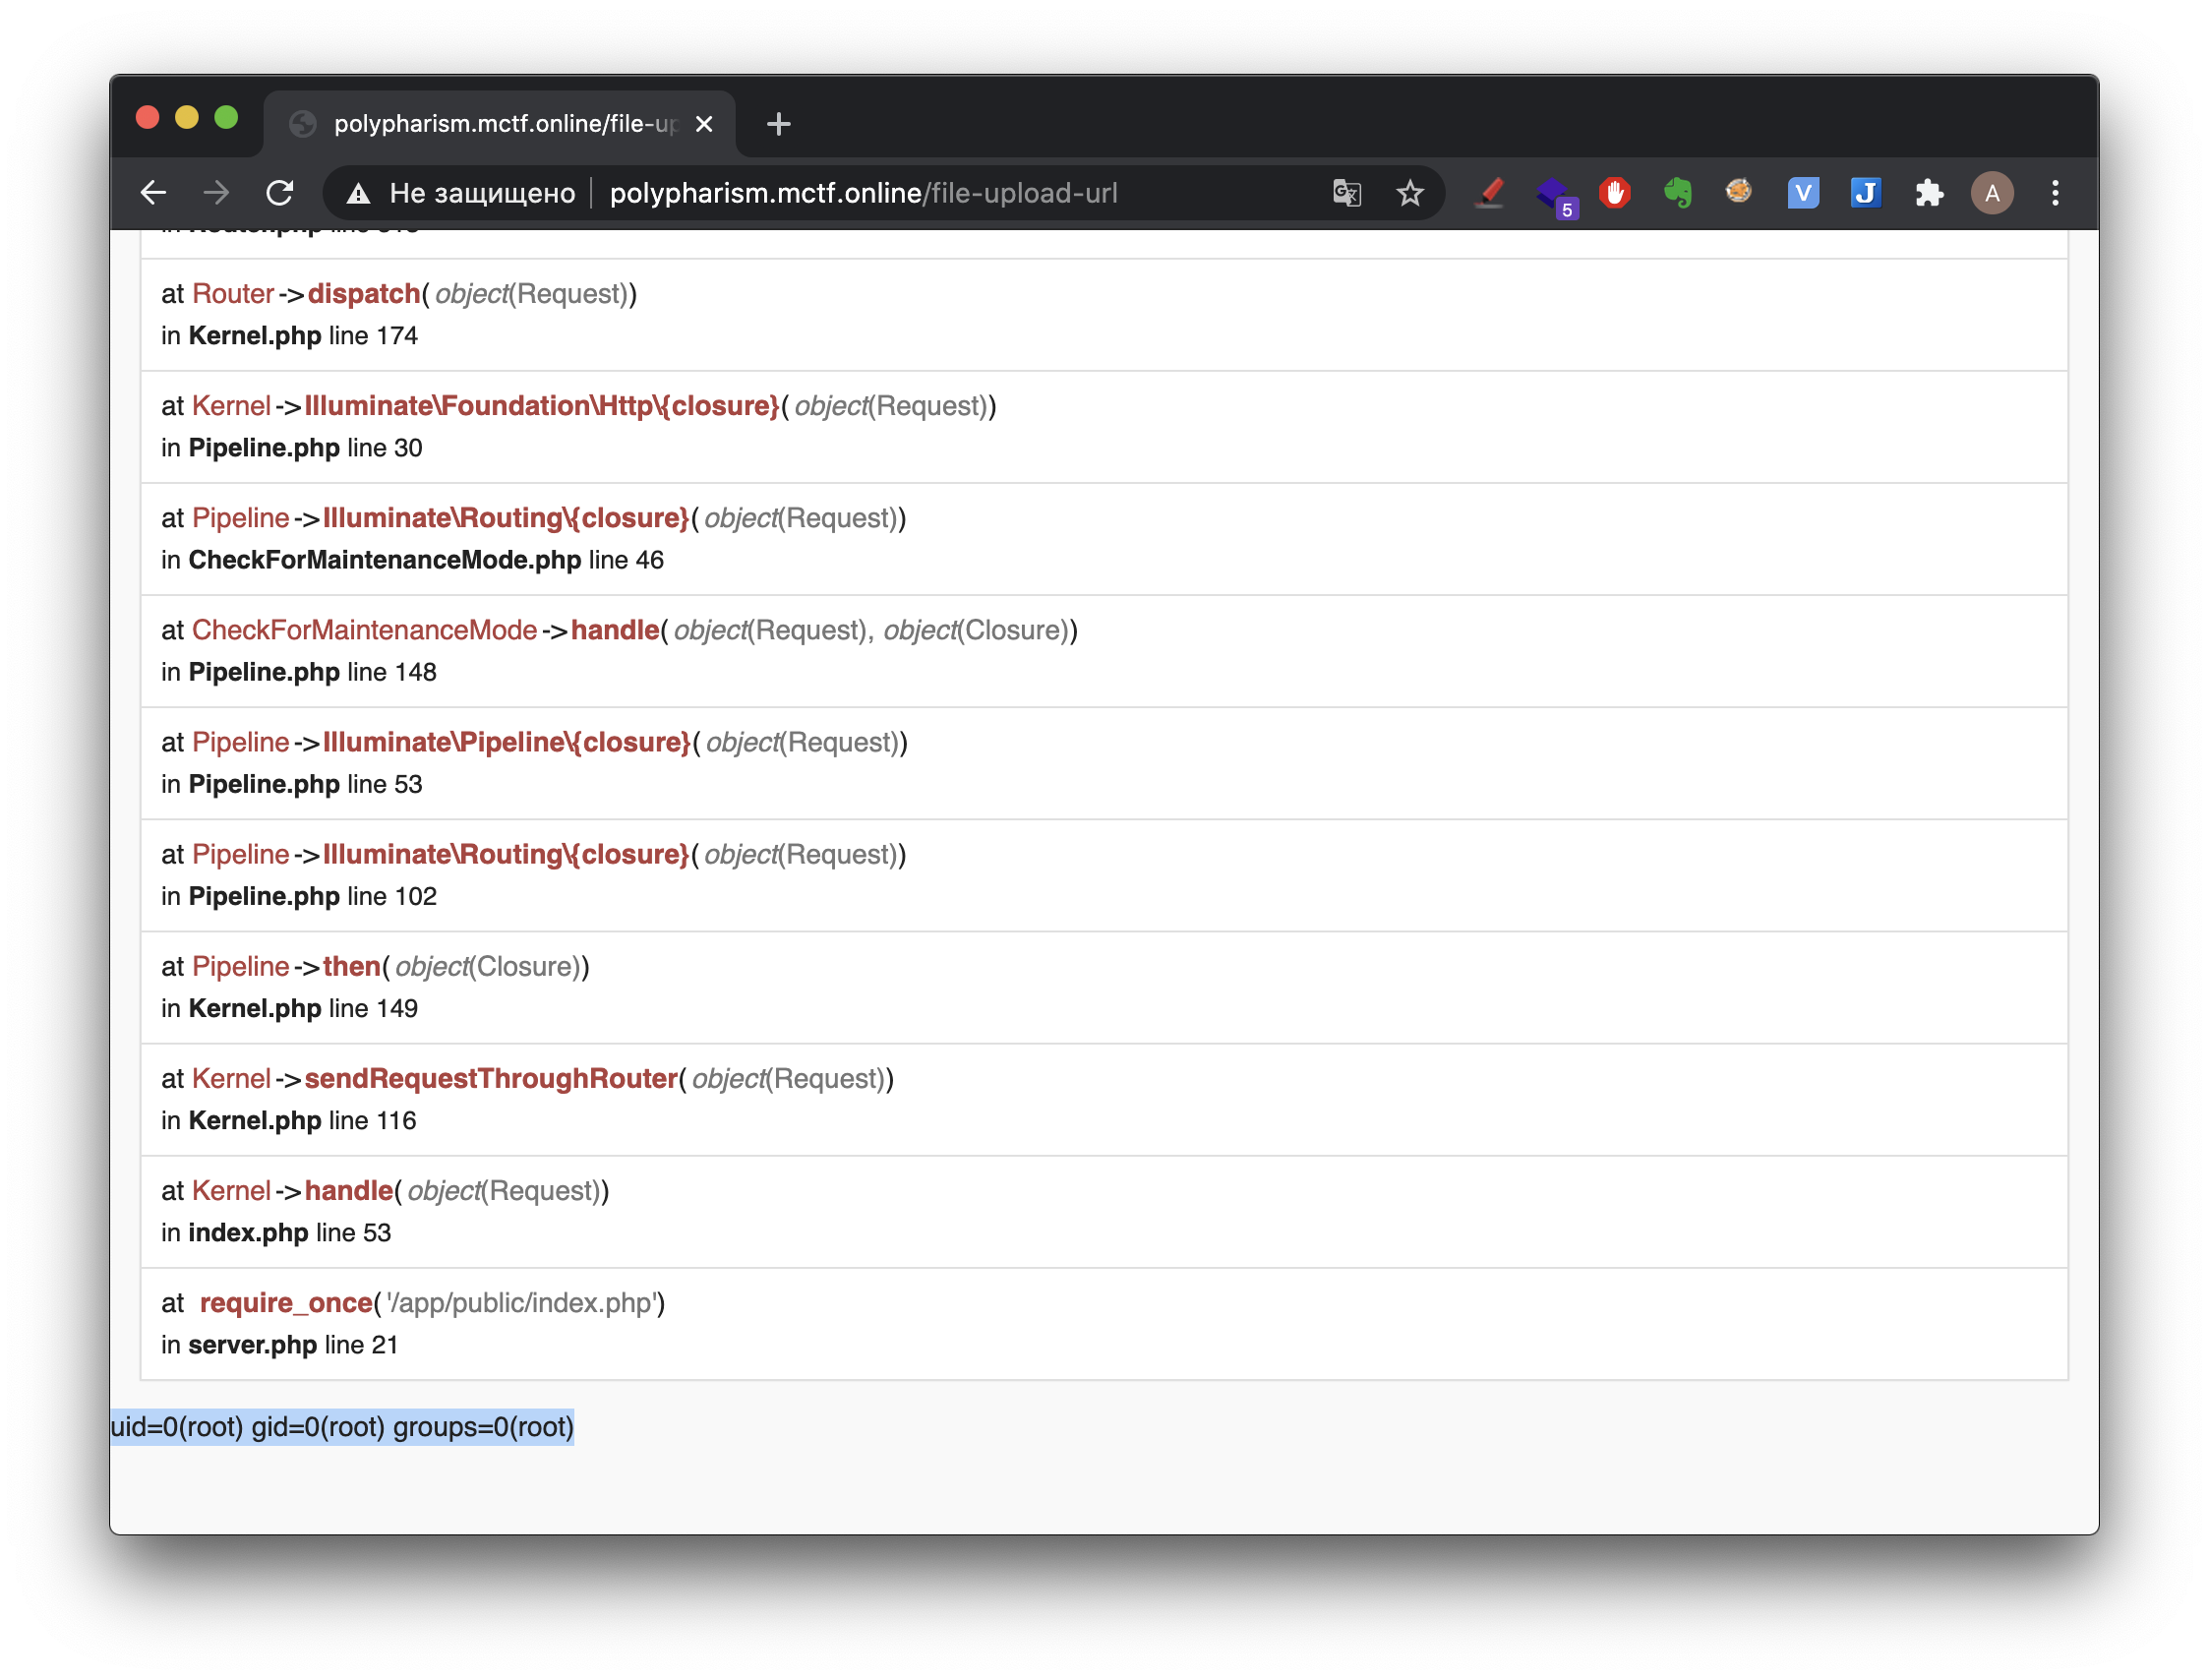 polypharism.mctf.online/file-up
Не защищено polypharism.mctf.online/file-upload-url
5
V
J
A
at Router->dispatch(object(Request))
in Kernel.php line 174
at Kernel->Illuminate\Foundation\Http\{closure}(object(Request))
in Pipeline.php line 30
at Pipeline->Illuminate\Routing\{closure}(object(Request))
in CheckForMaintenanceMode.php line 46
at CheckForMaintenanceMode->handle(object(Request), object(Closure))
in Pipeline.php line 148
at Pipeline->Illuminate\Pipeline\{closure}(object(Request))
in Pipeline.php line 53
at Pipeline->Illuminate\Routing\{closure}(object(Request))
in Pipeline.php line 102
at Pipeline->then(object(Closure))
in Kernel.php line 149
at Kernel->sendRequestThroughRouter(object(Request))
in Kernel.php line 116
at Kernel->handle(object(Request))
in index.php line 53
at require_once('/app/public/index.php')
in server.php line 21
uid=0(root) gid=0(root) groups=0(root)